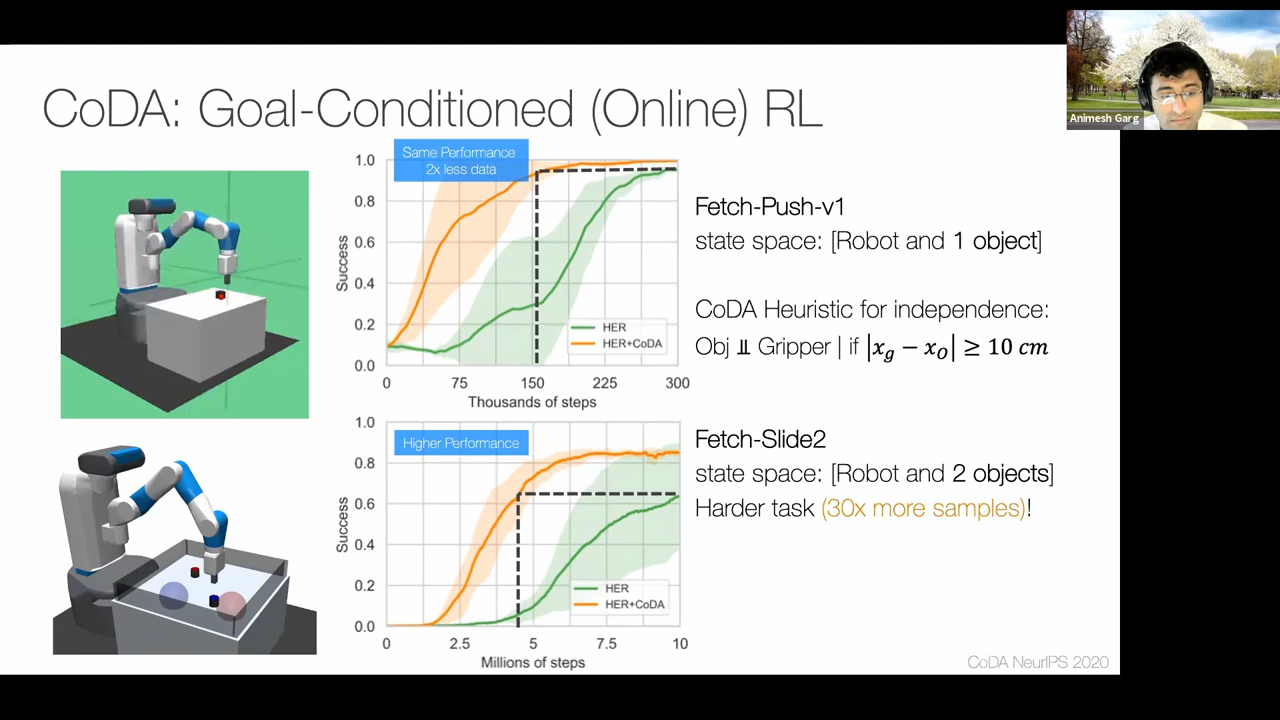 CoDA: Goal-Conditioned (Online) RL
Animesh Garg
Same Performance
2x less data
1.0
0.8
0.6
0.4
0.2
0.0
Success
HER
HER+CoDA
0 75 150 225 300
Thousands of steps
Fetch-Push-v1
state space: [Robot and 1 object]
CoDA Heuristic for independence:
Obj ⫫ Gripper | if |x_g − x_O| ≥ 10 cm
Higher Performance
1.0
0.8
0.6
0.4
0.2
0.0
Success
HER
HER+CoDA
0 2.5 5 7.5 10
Millions of steps
Fetch-Slide2
state space: [Robot and 2 objects]
Harder task (30x more samples)!
CoDA NeurIPS 2020